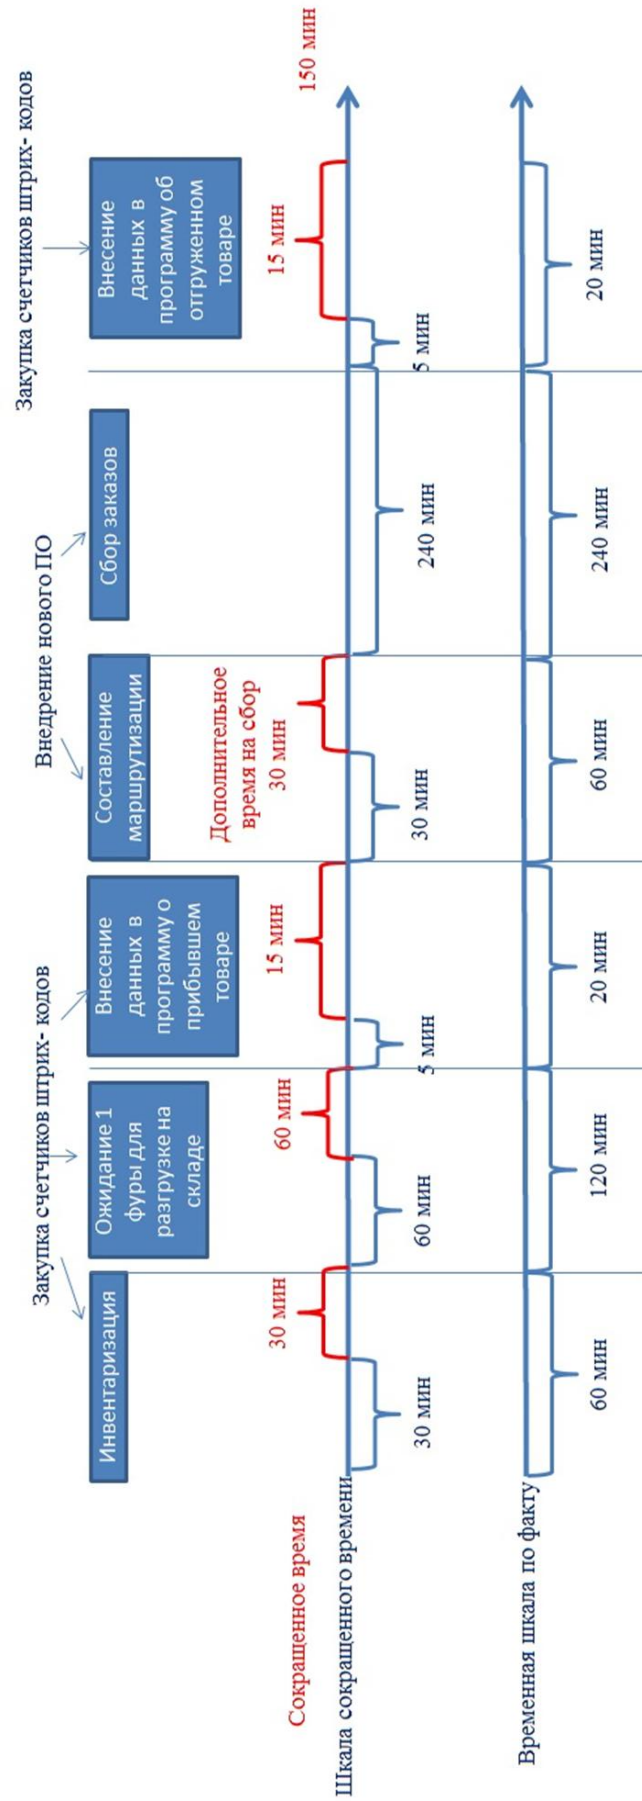 Закупка счетчиков штрих- кодов
Внедрение нового ПО
Закупка счетчиков штрих- кодов
Инвентаризация
Ожидание 1
фуры для
разгрузке на
складе
Внесение
данных в
программу о
прибывшем
товаре
Составление
маршрутизации
Сбор заказов
Внесение
данных в
программу об
отгруженном
товаре
Сокращенное время
30 мин
60 мин
15 мин
Дополнительное
время на сбор
30 мин
15 мин
150 мин
Шкала сокращенного времени
30 мин
60 мин
5 мин
30 мин
240 мин
5 мин
Временная шкала по факту
60 мин
120 мин
20 мин
60 мин
240 мин
20 мин